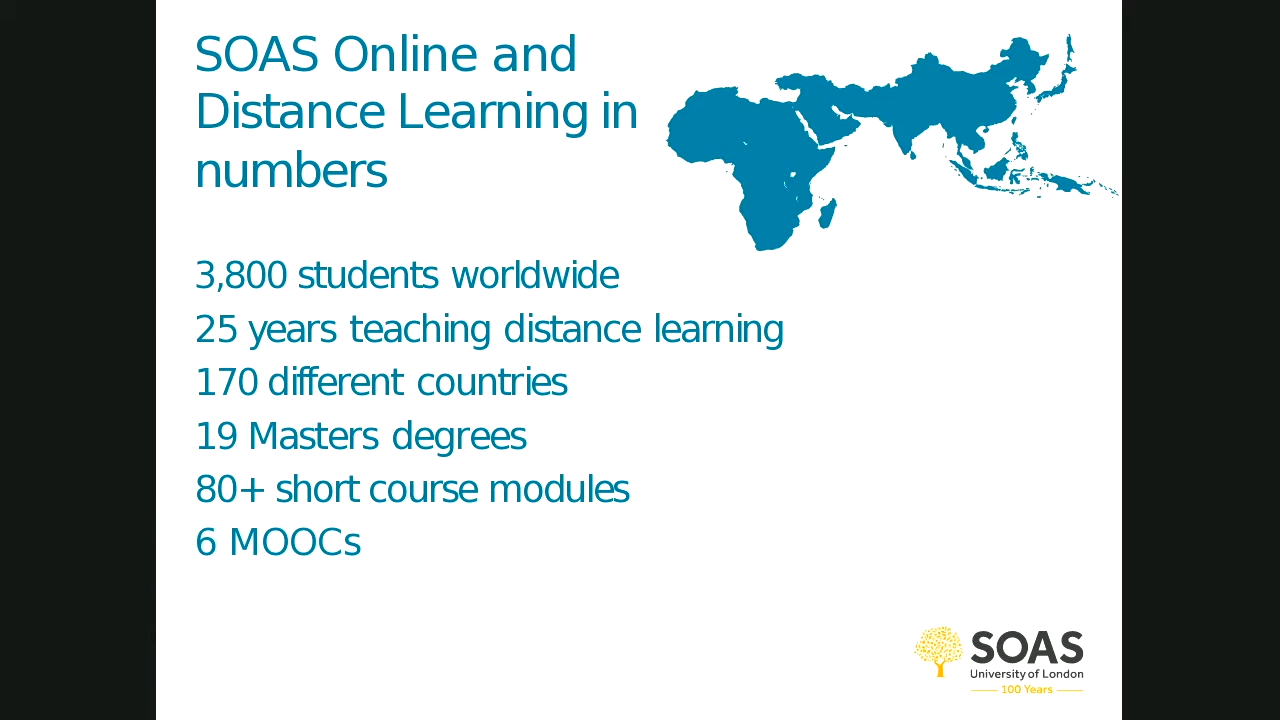 SOAS Online and
Distance Learning in
numbers
3,800 students worldwide
25 years teaching distance learning
170 different countries
19 Masters degrees
80+ short course modules
6 MOOCs
SOAS
University of London
100 Years